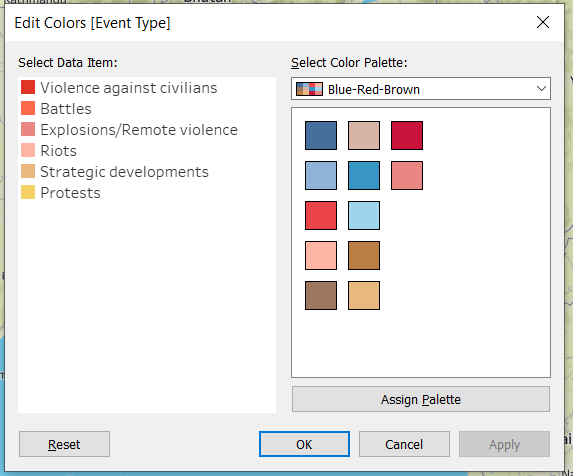 Edit Colors [Event Type]
Select Data Item:
Violence against civilians
Battles
Explosions/Remote violence
Riots
Strategic developments
Protests
Select Color Palette:
Blue-Red-Brown
Assign Palette
Reset
OK
Cancel
Apply